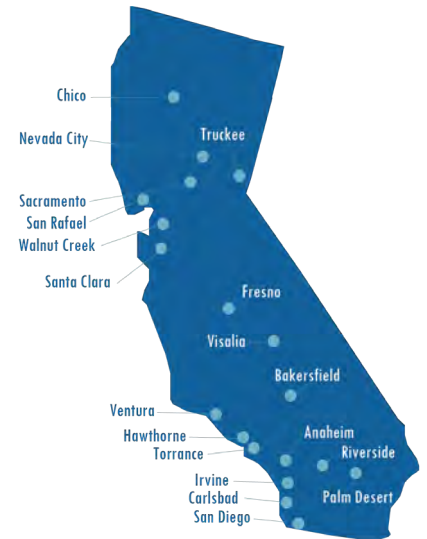 Chico
Truckee
Nevada City
Sacramento
San Rafael
Walnut Creek
Santa Clara
Fresno
Visalia
Bakersfield
Ventura
Anaheim
Hawthorne
Riverside
Torrance
Irvine
Palm Desert
Carlsbad
San Diego